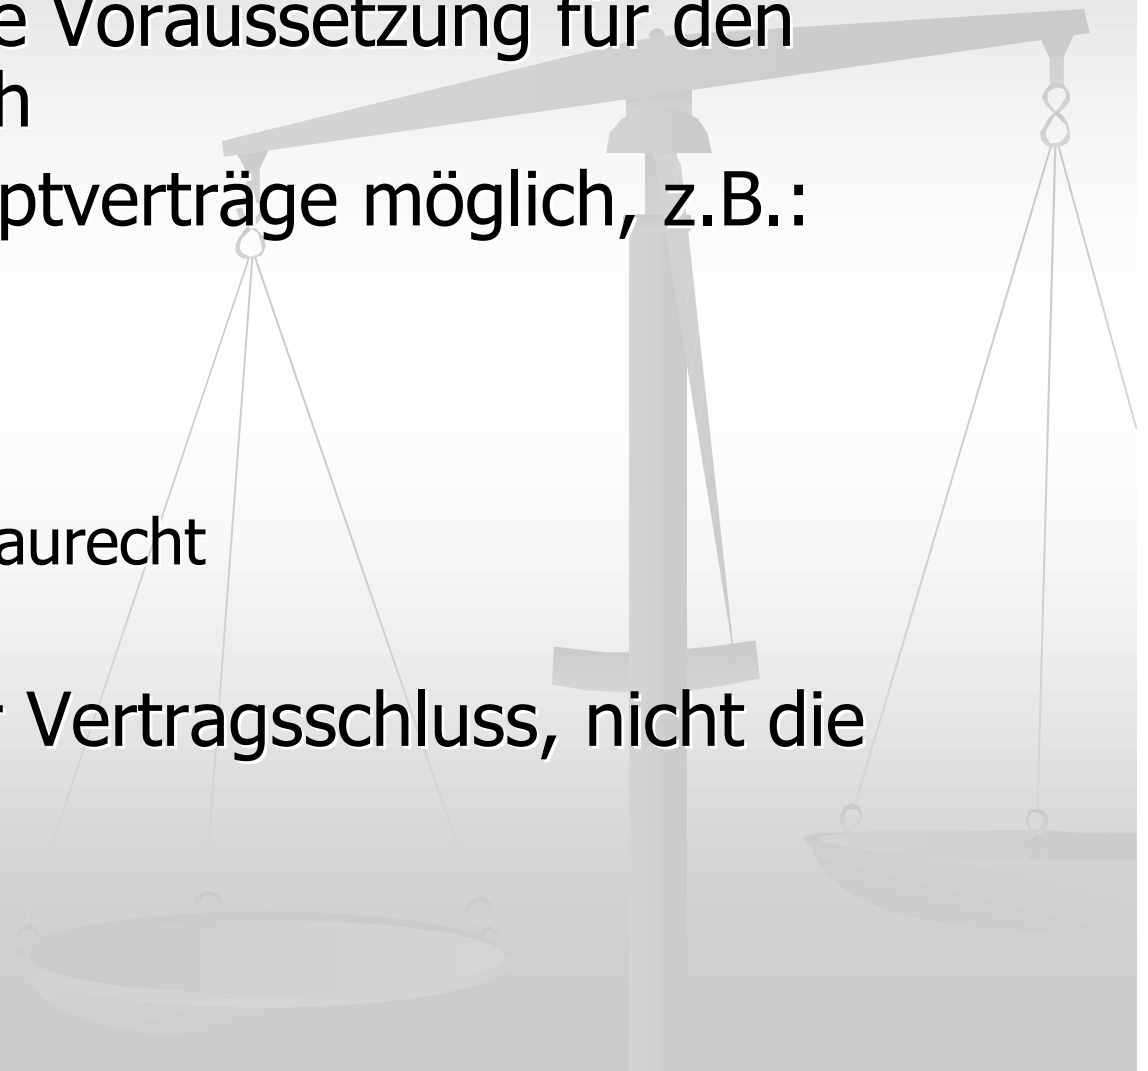 e Voraussetzung für den
h
ptverträge möglich, z.B.:
aurecht
r Vertragsschluss, nicht die